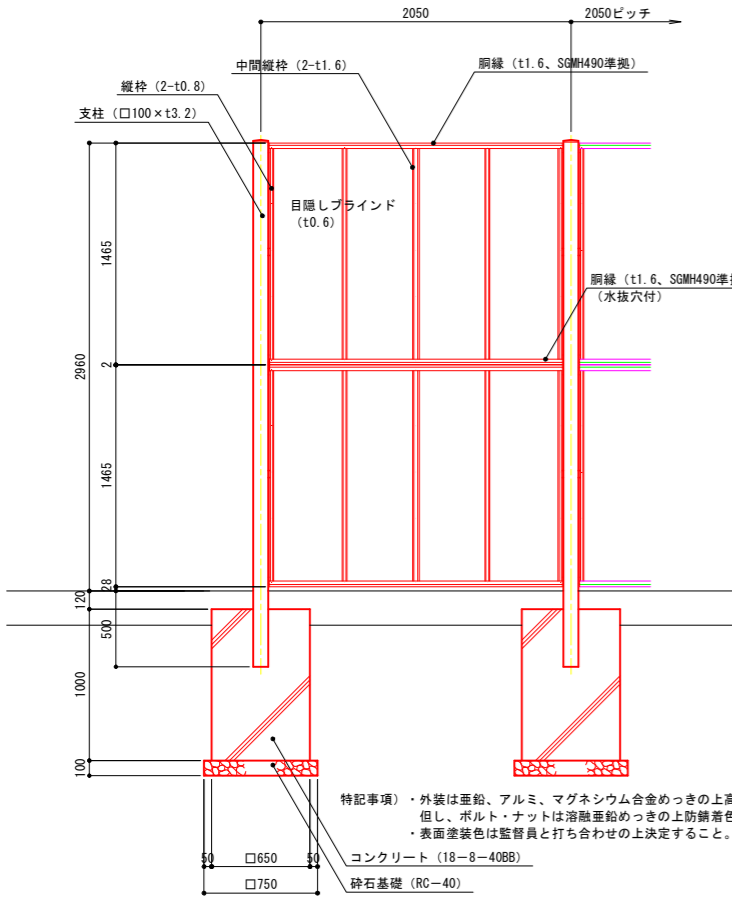 2050
2050ピッチ
中間縦枠（2-t1.6）
胴縁（t1.6、SGMH490準拠）
縦枠（2-t0.8）
支柱（□100×t3.2）
目隠しブラインド
（t0.6）
1465
胴縁（t1.6、SGMH490準拠
（水抜穴付）
2960
2
1465
28
120
500
1000
100
特記事項）・外装は亜鉛、アルミ、マグネシウム合金めっきの上高
但し、ボルト・ナットは溶融亜鉛めっきの上防錆着色
・表面塗装色は監督員と打ち合わせの上決定すること。
50
□650
50
コンクリート（18－8－40BB）
□750
砕石基礎（RC－40）